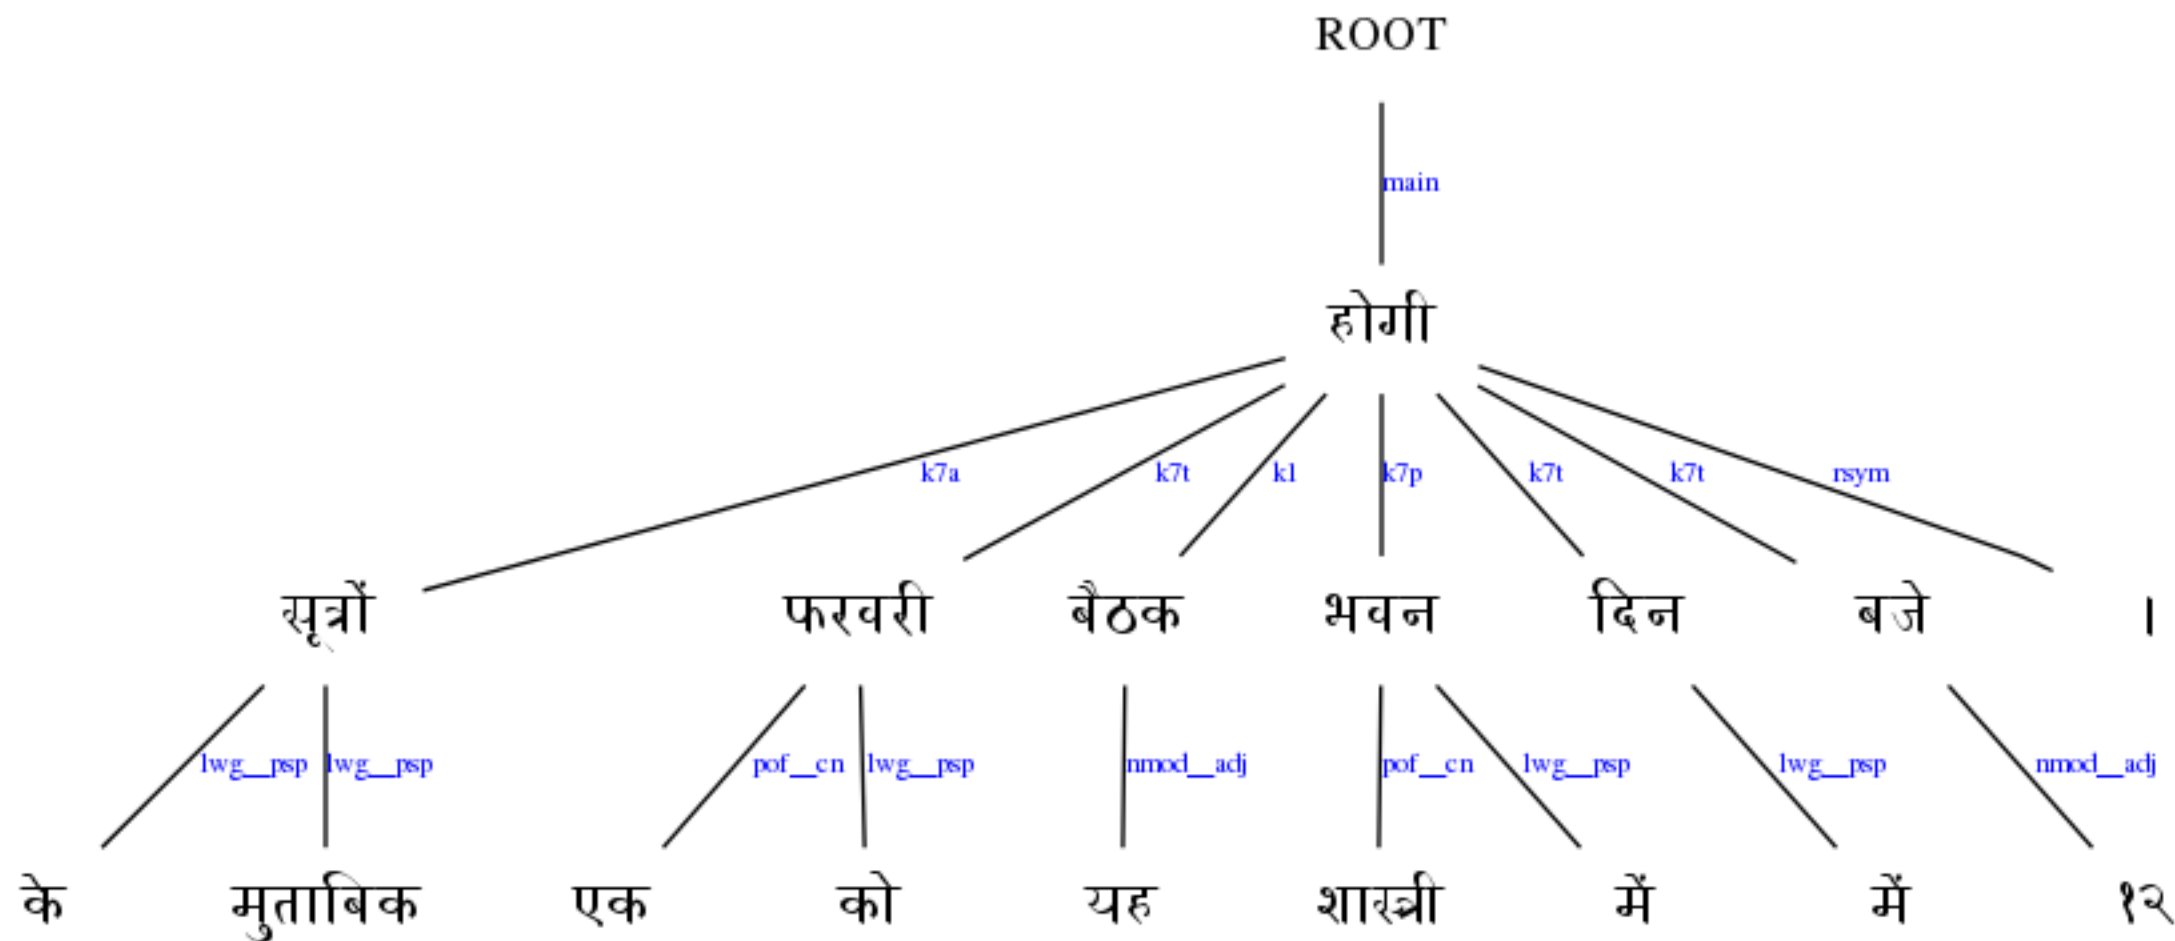 ROOT
main
होगी
k7a k7t k1 k7p k7t k7t rsym
सूत्रों फरवरी बैठक भवन दिन बजे ।
lwg__psp lwg__psp pof__cn lwg__psp nmod__adj pof__cn lwg__psp lwg__psp nmod__adj
के मुताबिक एक को यह शास्त्री में में १२